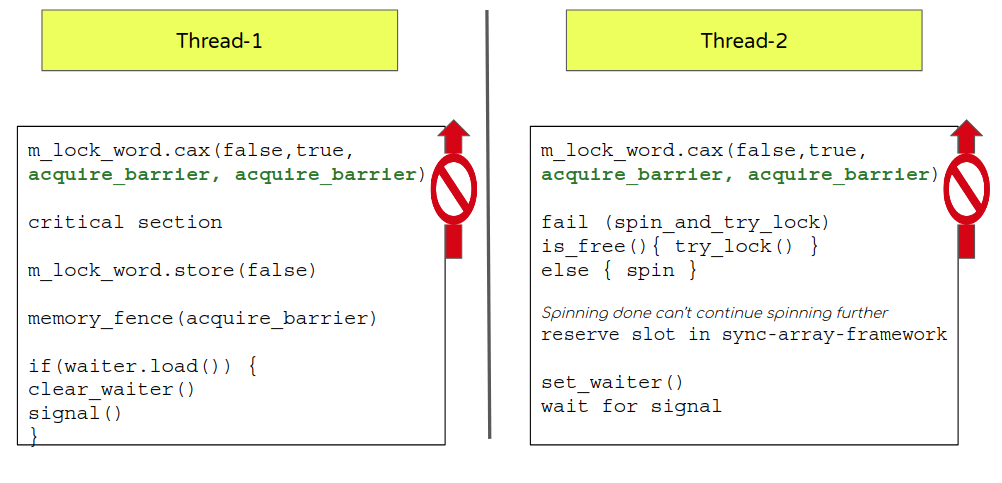 Thread-1
m_lock_word.cax(false,true,
acquire_barrier, acquire_barrier)
critical section
m_lock_word.store(false)
memory_fence(acquire_barrier)
if(waiter.load()) {
clear_waiter()
signal()
}
Thread-2
m_lock_word.cax(false,true,
acquire_barrier, acquire_barrier)
fail (spin_and_try_lock)
is_free(){ try_lock() }
else { spin }
Spinning done can't continue spinning further
reserve slot in sync-array-framework
set_waiter()
wait for signal